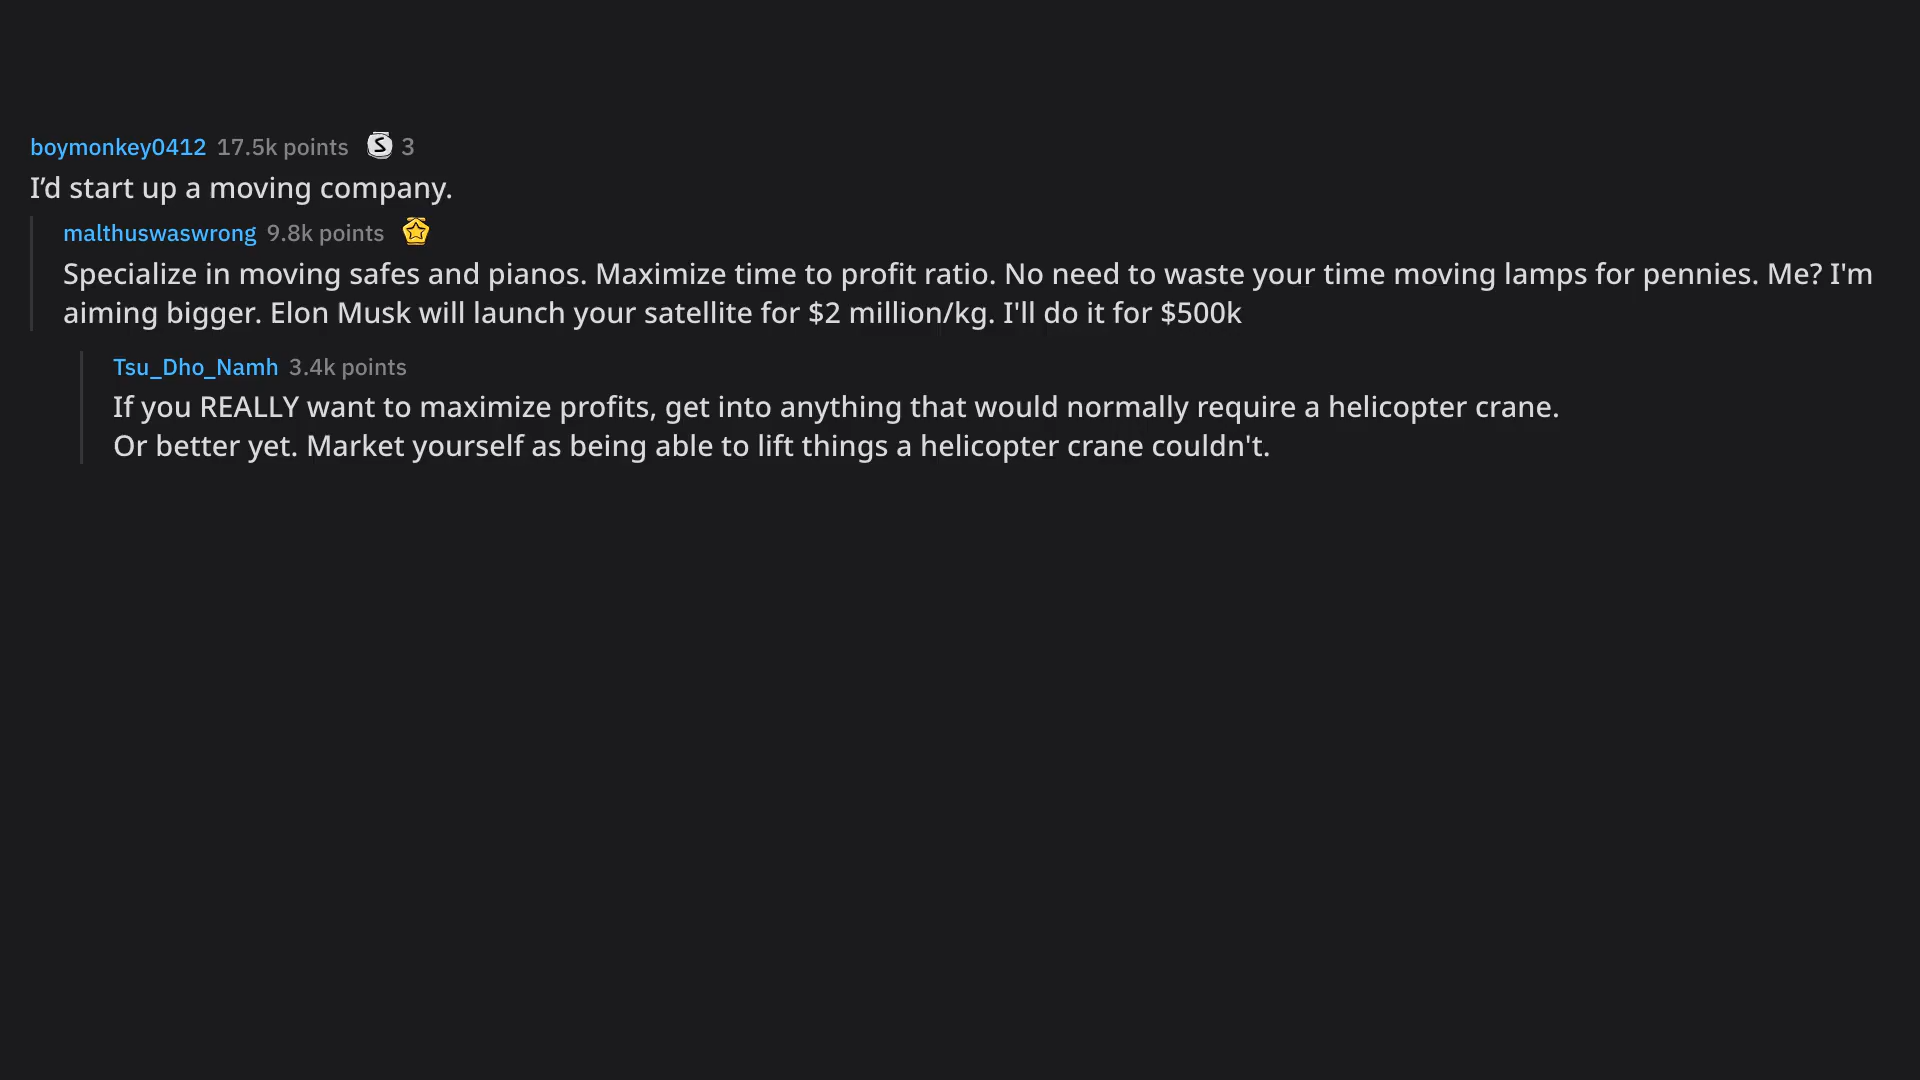 boymonkey0412 17.5k points S 3
I’d start up a moving company.
malthuswaswrong 9.8k points
Specialize in moving safes and pianos. Maximize time to profit ratio. No need to waste your time moving lamps for pennies. Me? I'm
aiming bigger. Elon Musk will launch your satellite for $2 million/kg. I'll do it for $500k
Tsu_Dho_Namh 3.4k points
If you REALLY want to maximize profits, get into anything that would normally require a helicopter crane.
Or better yet. Market yourself as being able to lift things a helicopter crane couldn't.